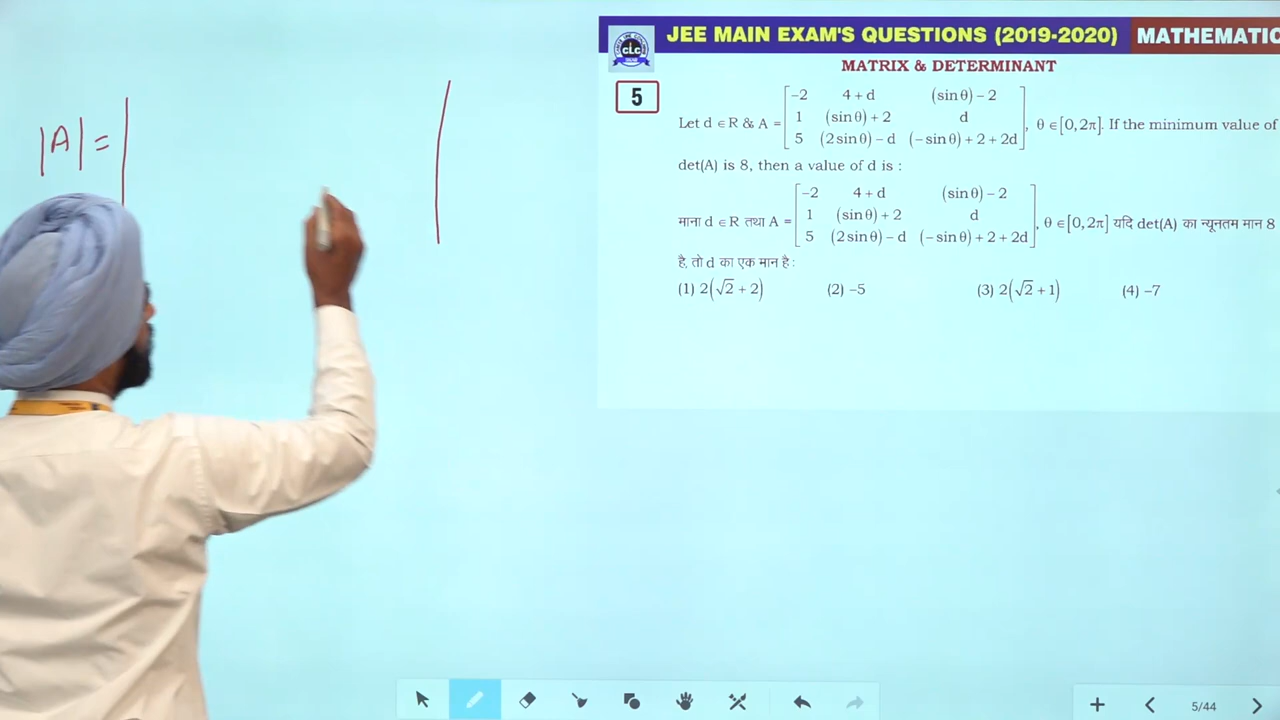 JEE MAIN EXAM'S QUESTIONS (2019-2020) MATHEMATIC
MATRIX & DETERMINANT
cLc
5
Let d ∈R & A = [−2 4 + d (sin θ) − 2
1 (sin θ) + 2 d
5 (2 sin θ) − d (− sin θ) + 2 + 2d], θ ∈[0, 2π]. If the minimum value of
det(A) is 8, then a value of d is :
माना d ∈R तथा A = [−2 4 + d (sin θ) − 2
1 (sin θ) + 2 d
5 (2 sin θ) − d (− sin θ) + 2 + 2d], θ ∈[0, 2π] यदि det(A) का न्यूनतम मान 8
है, तो d का एक मान है :
(1) 2(√2 + 2) (2) −5 (3) 2(√2 + 1) (4) −7
|A| =
5/44